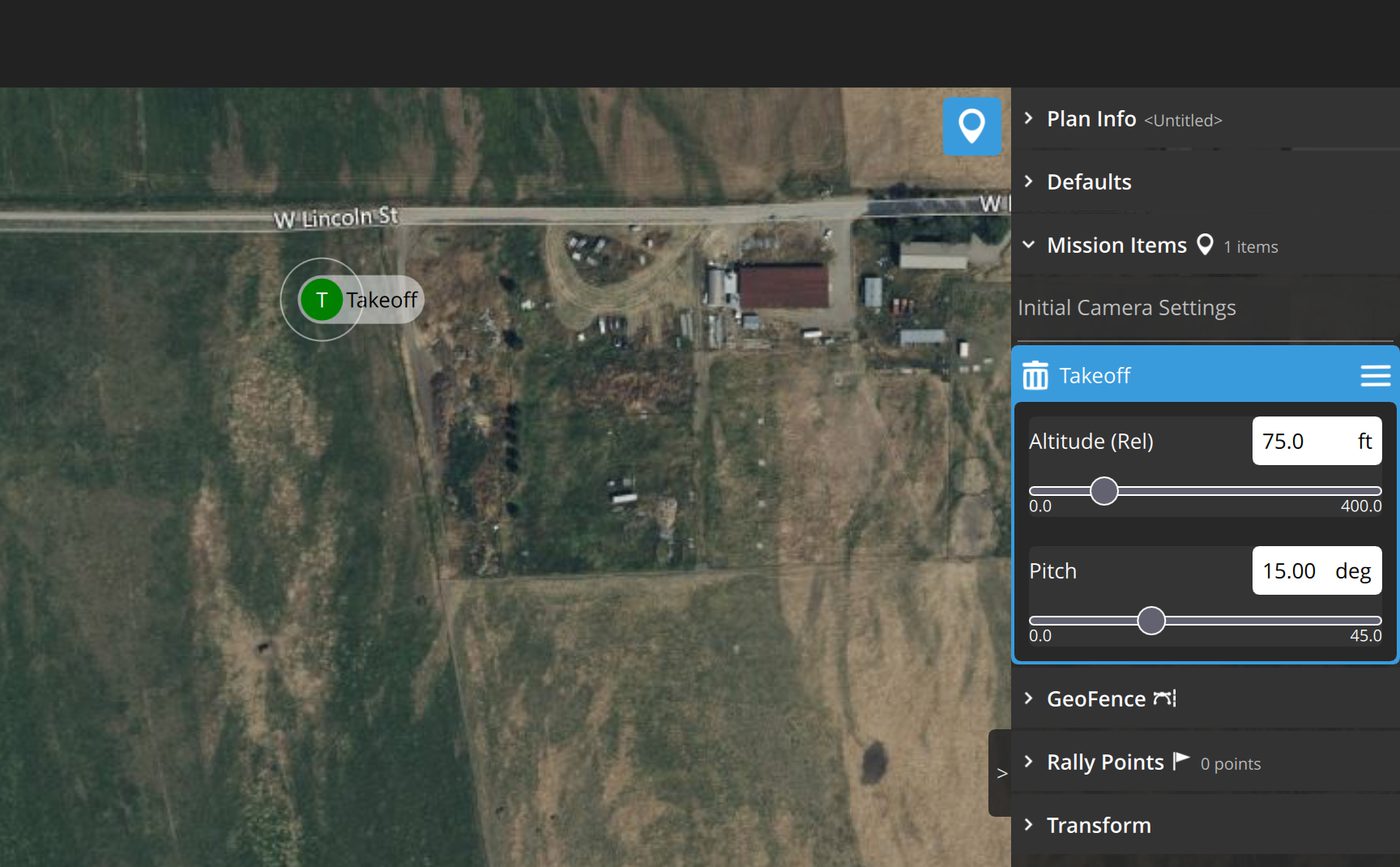 Plan Info <Untitled>
Defaults
W Lincoln St
W
Mission Items 1 items
T Takeoff
Initial Camera Settings
Takeoff
Altitude (Rel) 75.0 ft
0.0 400.0
Pitch 15.00 deg
0.0 45.0
GeoFence
Rally Points 0 points
>
Transform